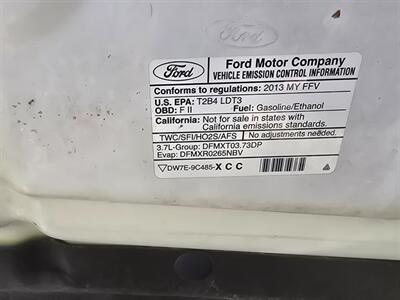 Ford
Ford Motor Company
VEHICLE EMISSION CONTROL INFORMATION
Conforms to regulations: 2013 MY FFV
U.S. EPA: T2B4 LDT3
OBD: F II Fuel: Gasoline/Ethanol
California: Not for sale in states with
California emissions standards.
TWC/SFI/HO2S/AFS No adjustments needed.
3.7L-Group: DFMXT03.73DP
Evap: DFMXR0265NBV
DW7E-9C485-XCC